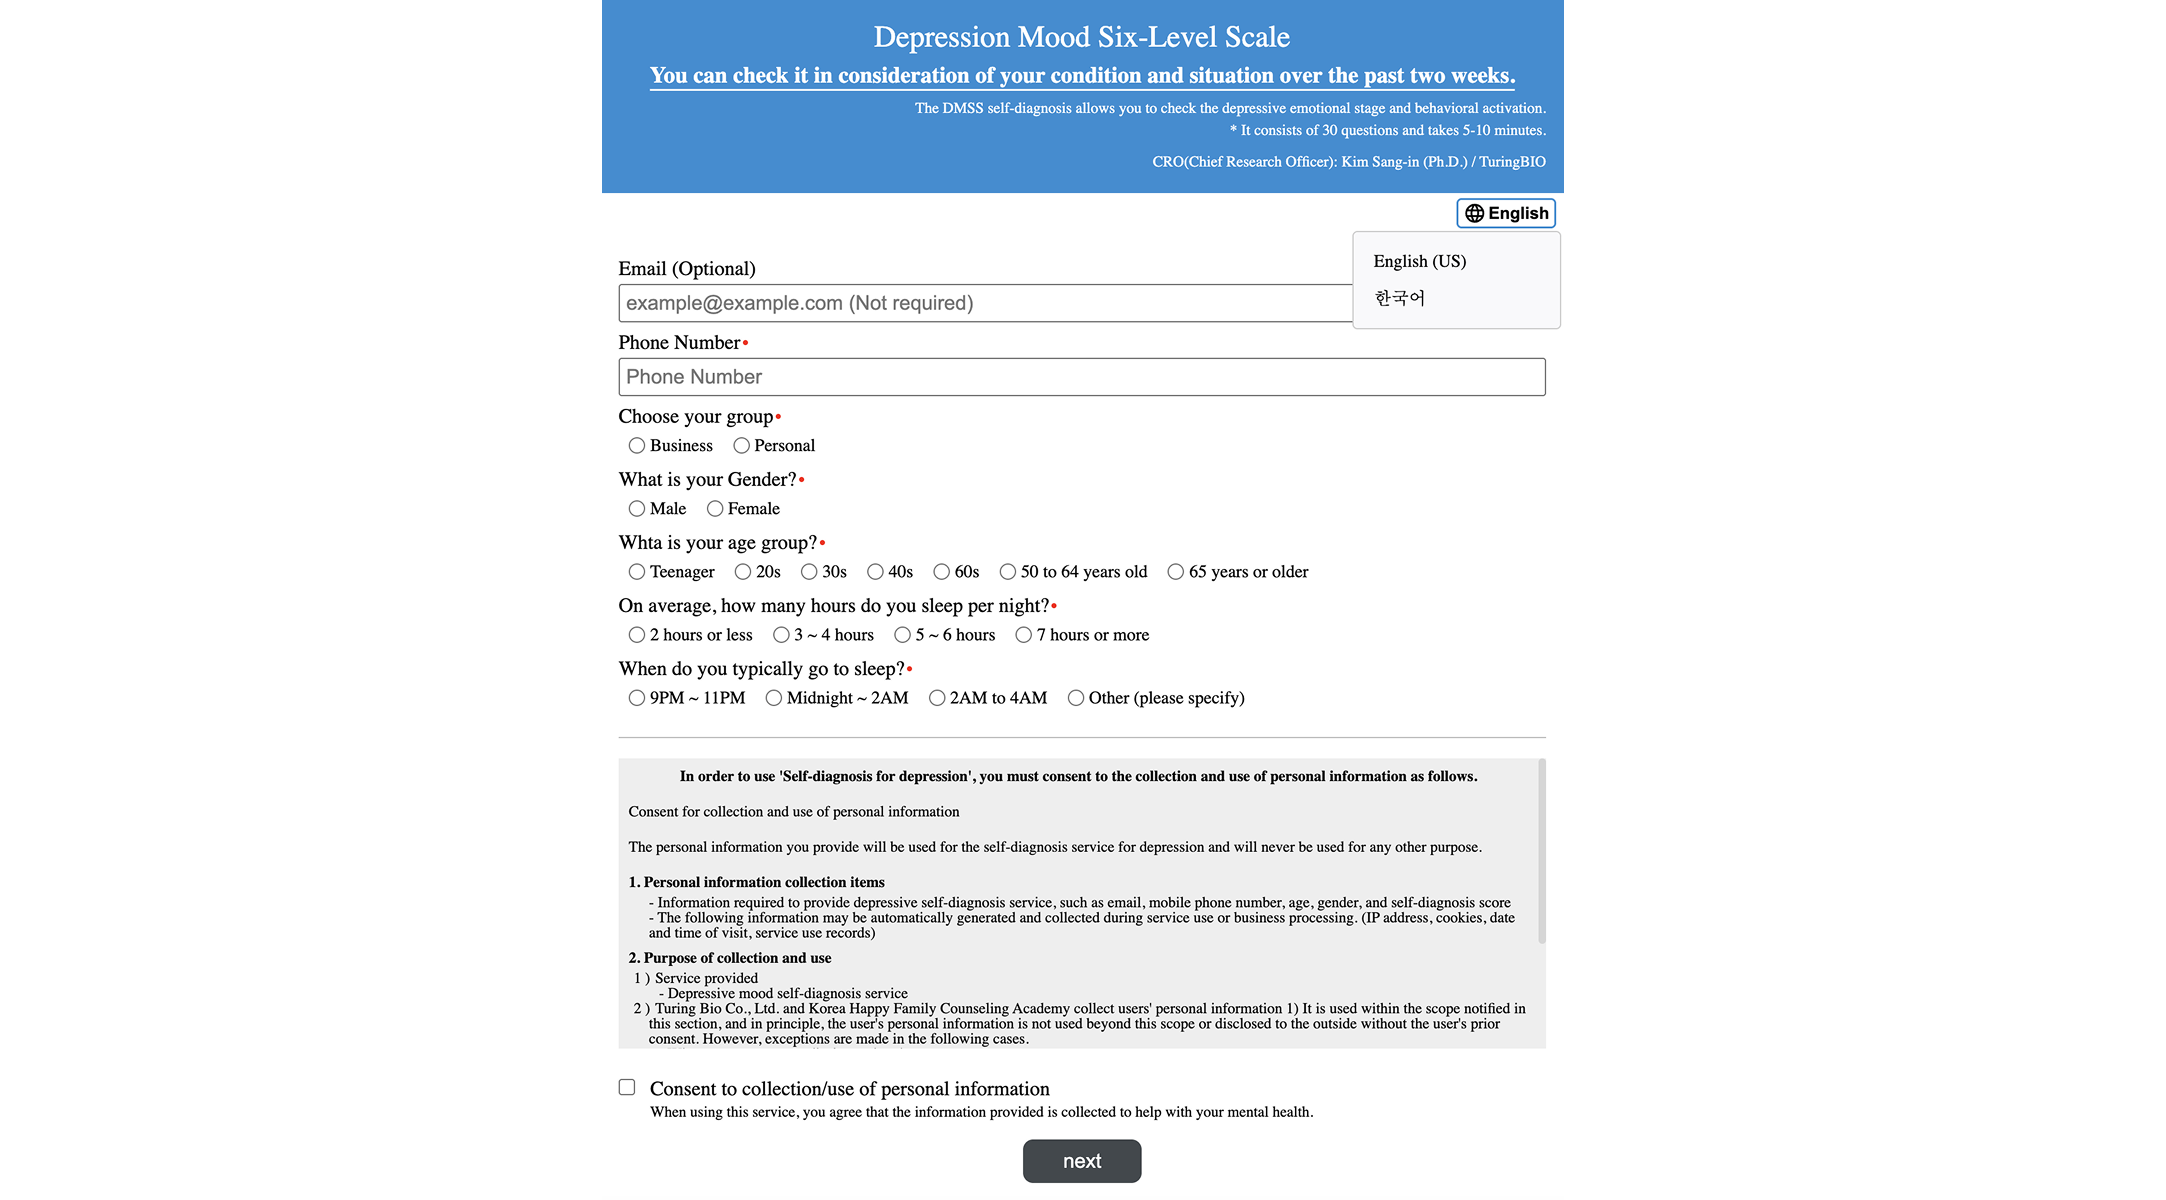 Depression Mood Six-Level Scale
You can check it in consideration of your condition and situation over the past two weeks.
The DMSS self-diagnosis allows you to check the depressive emotional stage and behavioral activation.
* It consists of 30 questions and takes 5-10 minutes.
CRO(Chief Research Officer): Kim Sang-in (Ph.D.) / TuringBIO
English
English (US)
한국어
Email (Optional)
example@example.com (Not required)
Phone Number•
Phone Number
Choose your group•
Business Personal
What is your Gender?•
Male Female
Whta is your age group?•
Teenager 20s 30s 40s 60s 50 to 64 years old 65 years or older
On average, how many hours do you sleep per night?•
2 hours or less 3 ~ 4 hours 5 ~ 6 hours 7 hours or more
When do you typically go to sleep?•
9PM ~ 11PM Midnight ~ 2AM 2AM to 4AM Other (please specify)
In order to use 'Self-diagnosis for depression', you must consent to the collection and use of personal information as follows.
Consent for collection and use of personal information
The personal information you provide will be used for the self-diagnosis service for depression and will never be used for any other purpose.
1. Personal information collection items
- Information required to provide depressive self-diagnosis service, such as email, mobile phone number, age, gender, and self-diagnosis score
- The following information may be automatically generated and collected during service use or business processing. (IP address, cookies, date
and time of visit, service use records)
2. Purpose of collection and use
1 ) Service provided
- Depressive mood self-diagnosis service
2 ) Turing Bio Co., Ltd. and Korea Happy Family Counseling Academy collect users' personal information 1) It is used within the scope notified in
this section, and in principle, the user's personal information is not used beyond this scope or disclosed to the outside without the user's prior
consent. However, exceptions are made in the following cases.
Consent to collection/use of personal information
When using this service, you agree that the information provided is collected to help with your mental health.
next